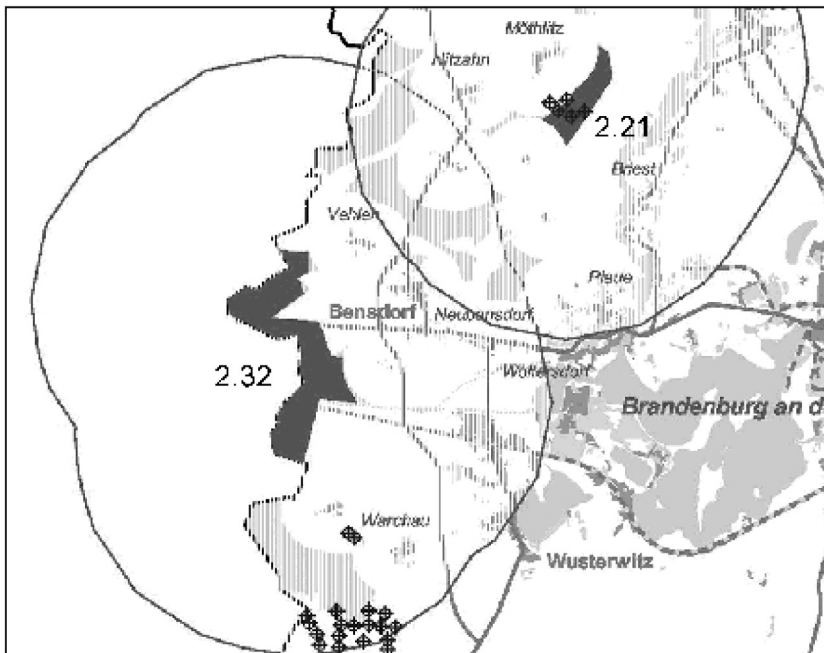 Möthlitz
Nitzahn
2.21
Briest
Vehlen
Plaue
Bensdorf
Neubensdorf
2.32
Woltersdorf
Brandenburg an d
Warchau
Wusterwitz